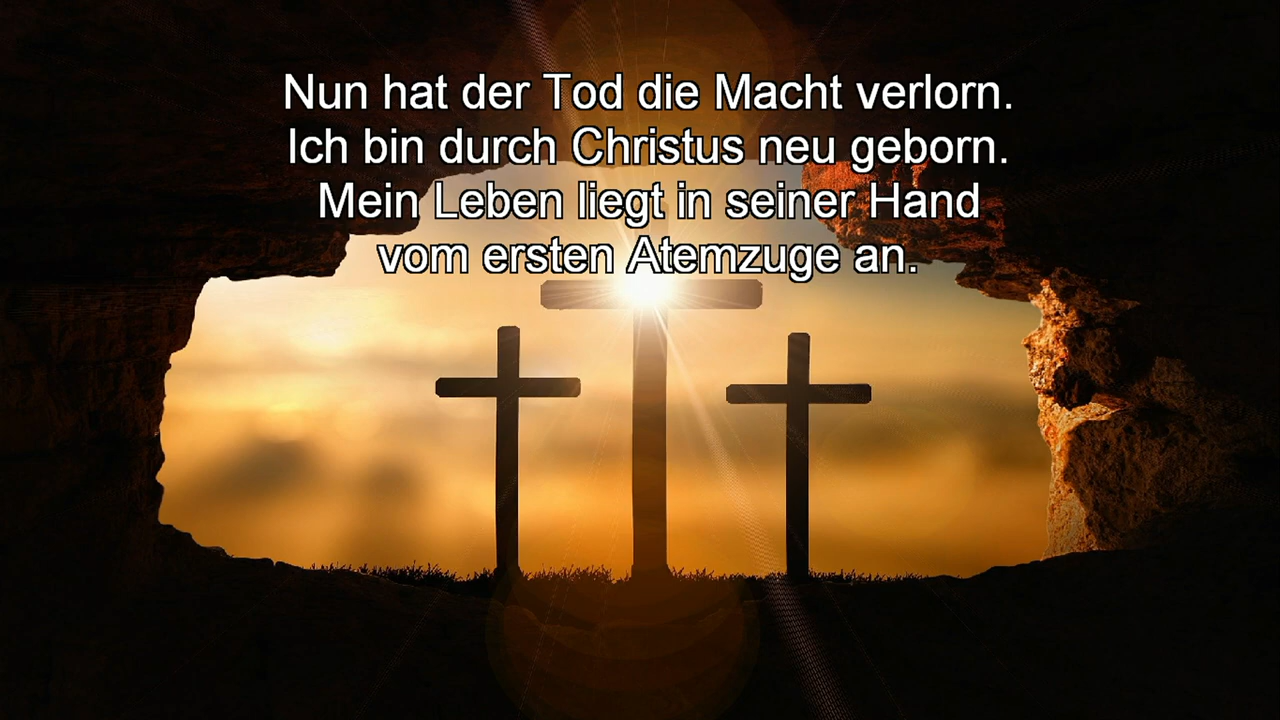 Nun hat der Tod die Macht verlorn.
Ich bin durch Christus neu geborn.
Mein Leben liegt in seiner Hand
vom ersten Atemzuge an.